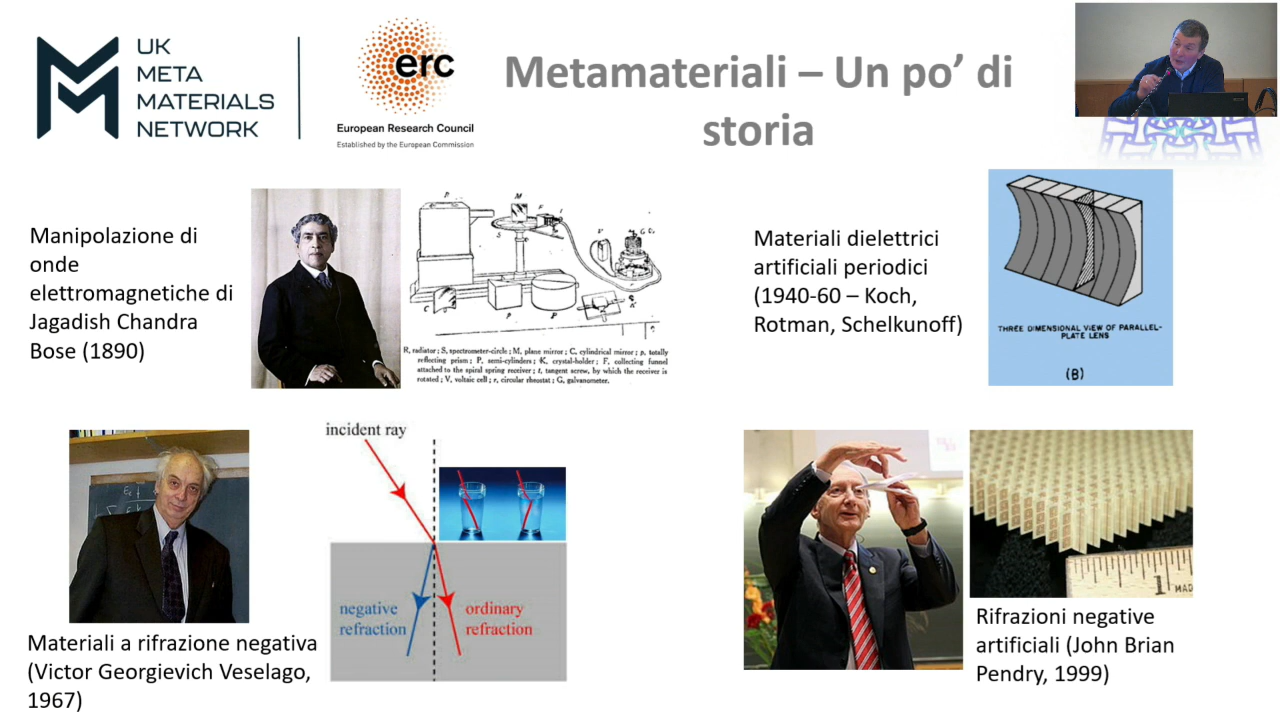 UK
META
MATERIALS
NETWORK
erc
European Research Council
Established by the European Commission
Metamateriali – Un po’ di
storia
Manipolazione di
onde
elettromagnetiche di
Jagadish Chandra
Bose (1890)
R, radiator; S, spectrometer-circle; M, plane mirror; C, cylindrical mirror; p, totally
reflecting prism; P, semi-cylinders; K, crystal-holder; F, collecting funnel
attached to the spiral spring receiver; t, tangent screw, by which the receiver is
rotated; V, voltaic cell; r, circular rheostat; G, galvanometer.
Materiali dielettrici
artificiali periodici
(1940-60 – Koch,
Rotman, Schelkunoff)
THREE DIMENSIONAL VIEW OF PARALLEL-
PLATE LENS
(B)
Materiali a rifrazione negativa
(Victor Georgievich Veselago,
1967)
incident ray
negative
refraction
ordinary
refraction
1
MAD
Rifrazioni negative
artificiali (John Brian
Pendry, 1999)